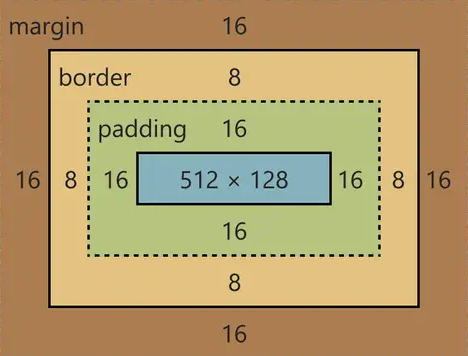 margin 16
border 8
padding 16
16 8 16 512 × 128 16 8 16
16
8
16